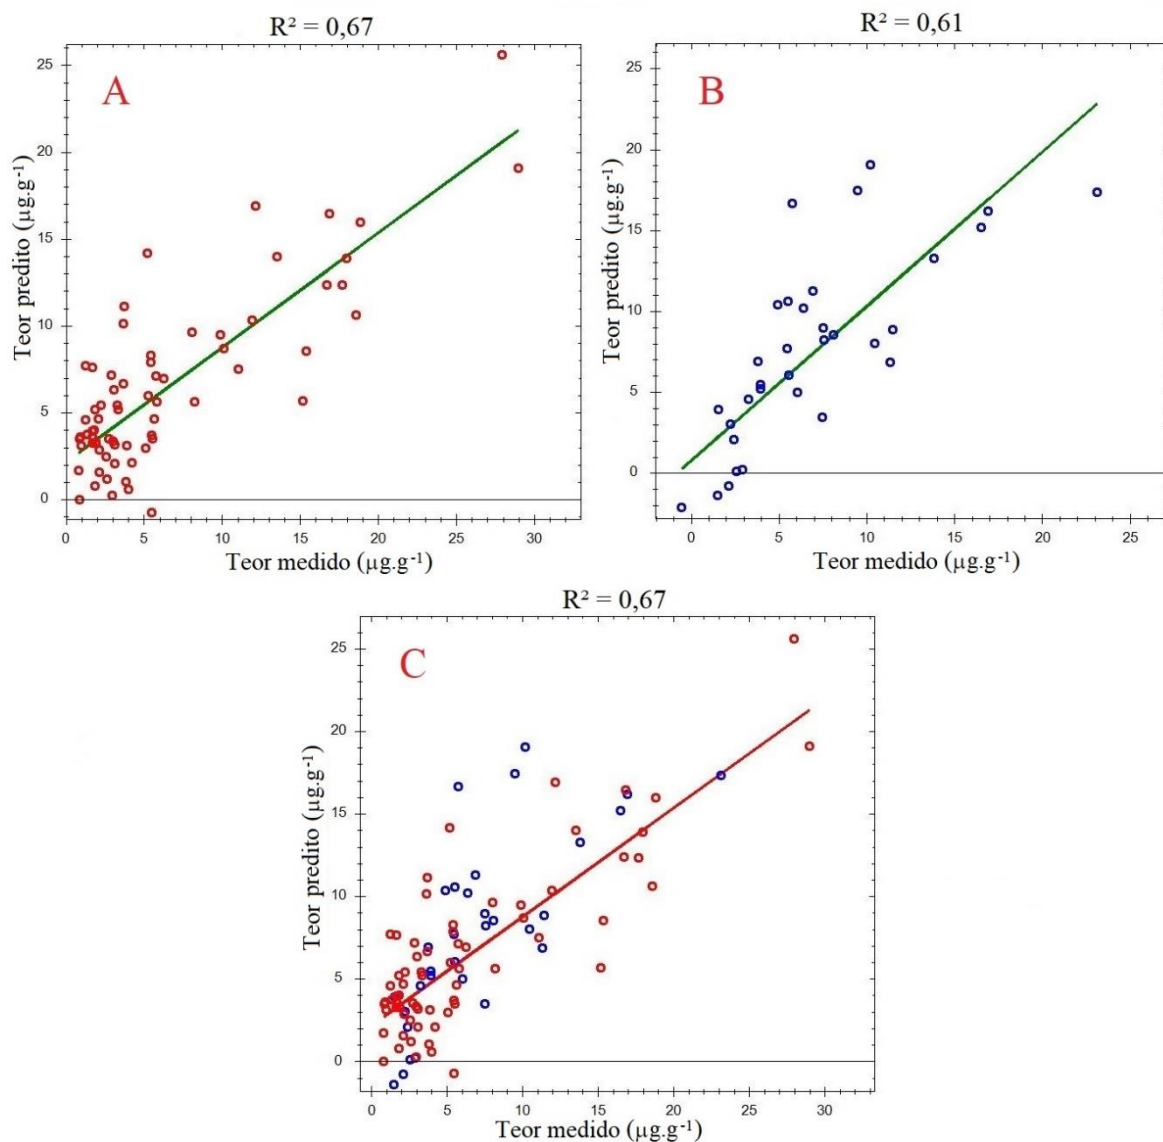 R² = 0,67
A
Teor predito (µg.g⁻¹)
25
20
15
10
5
0
0 5 10 15 20 25 30
Teor medido (µg.g⁻¹)
R² = 0,61
B
Teor predito (µg.g⁻¹)
25
20
15
10
5
0
0 5 10 15 20 25
Teor medido (µg.g⁻¹)
R² = 0,67
C
Teor predito (µg.g⁻¹)
25
20
15
10
5
0
0 5 10 15 20 25 30
Teor medido (µg.g⁻¹)